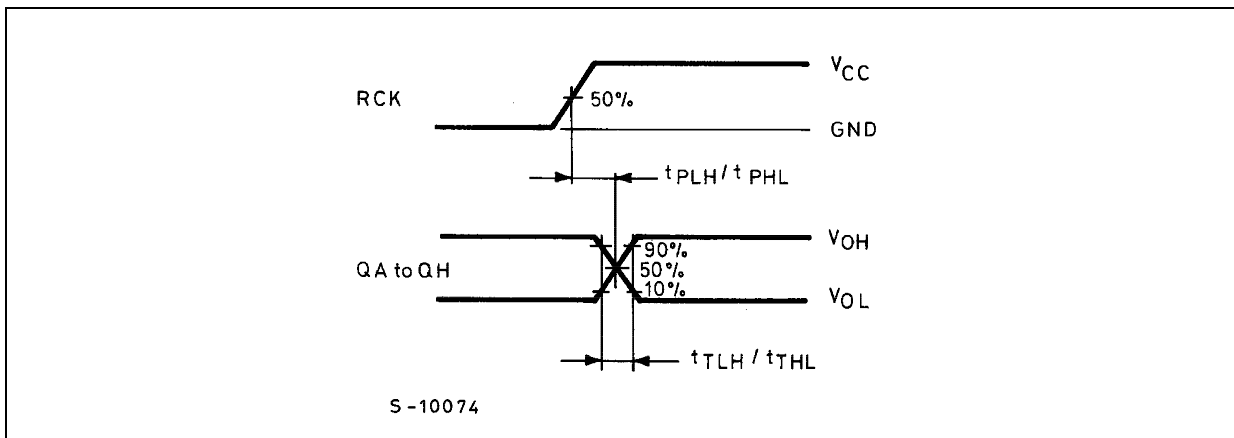 VCC
RCK
50%
GND
tPLH / tPHL
VOH
90%
QA to QH
50%
10%
VOL
tTLH / tTHL
S-10074